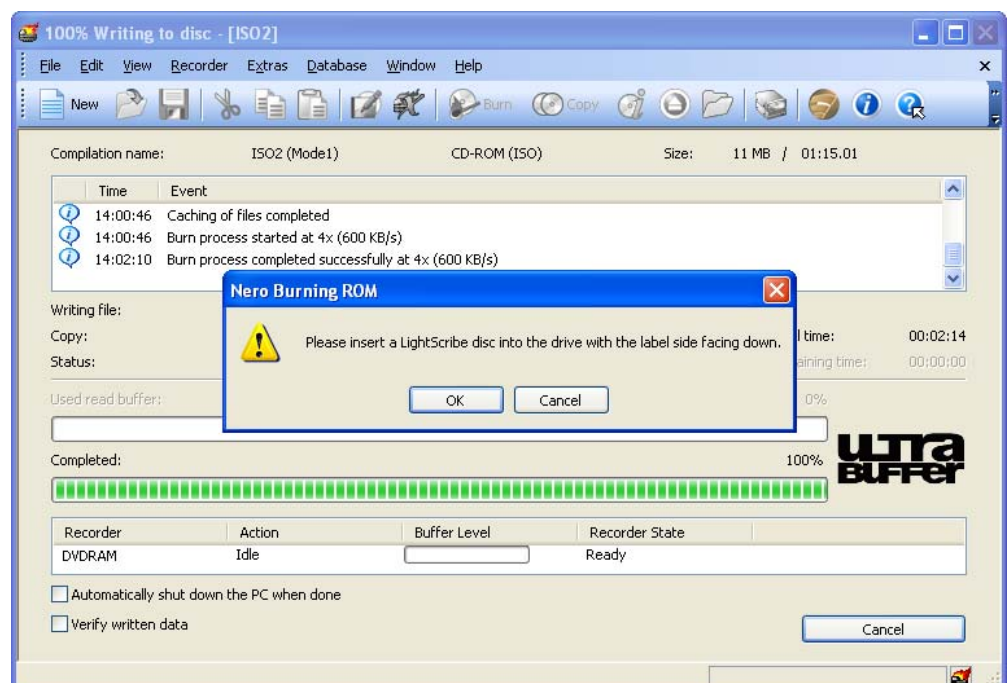 100% Writing to disc - [ISO2]
File Edit View Recorder Extras Database Window Help
New Burn Copy
Compilation name: ISO2 (Mode1) CD-ROM (ISO) Size: 11 MB / 01:15.01
Time Event
14:00:46 Caching of files completed
14:00:46 Burn process started at 4x (600 KB/s)
14:02:10 Burn process completed successfully at 4x (600 KB/s)
Nero Burning ROM
Please insert a LightScribe disc into the drive with the label side facing down.
OK Cancel
Writing file:
Copy: time: 00:02:14
Status: time: 00:00:00
Used read buffer: 0%
Completed: 100%
ULTRA
BUFFER
Recorder Action Buffer Level Recorder State
DVDRAM Idle Ready
Automatically shut down the PC when done
Verify written data
Cancel